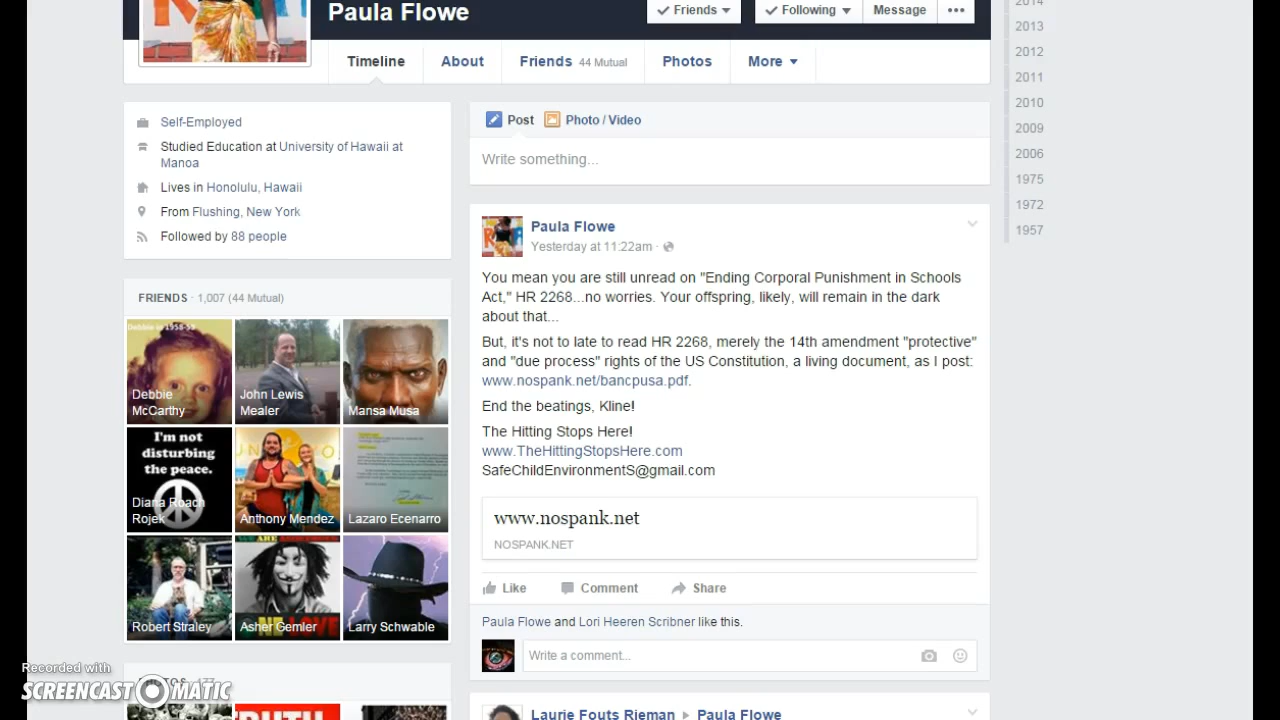 Paula Flowe
Friends
Following
Message
2014
2013
2012
2011
2010
2009
2006
1975
1972
1957
Timeline
About
Friends 44 Mutual
Photos
More
Self-Employed
Studied Education at University of Hawaii at
Manoa
Lives in Honolulu, Hawaii
From Flushing, New York
Followed by 88 people
FRIENDS · 1,007 (44 Mutual)
Debbie in 1958-59
Debbie
McCarthy
John Lewis
Mealer
Mansa Musa
I'm not
disturbing
the peace.
Diana Roach
Rojek
Anthony Mendez
Lazaro Ecenarro
Robert Straley
Asher Gemler
Larry Schwable
Post
Photo / Video
Write something...
Paula Flowe
Yesterday at 11:22am ·
You mean you are still unread on "Ending Corporal Punishment in Schools
Act," HR 2268...no worries. Your offspring, likely, will remain in the dark
about that...
But, it's not to late to read HR 2268, merely the 14th amendment "protective"
and "due process" rights of the US Constitution, a living document, as I post:
www.nospank.net/bancpusa.pdf.
End the beatings, Kline!
The Hitting Stops Here!
www.TheHittingStopsHere.com
SafeChildEnvironmentS@gmail.com
www.nospank.net
NOSPANK.NET
Like
Comment
Share
Paula Flowe and Lori Heeren Scribner like this.
Write a comment...
Laurie Fouts Rieman ▶ Paula Flowe
Recorded with
SCREENCAST-O-MATIC